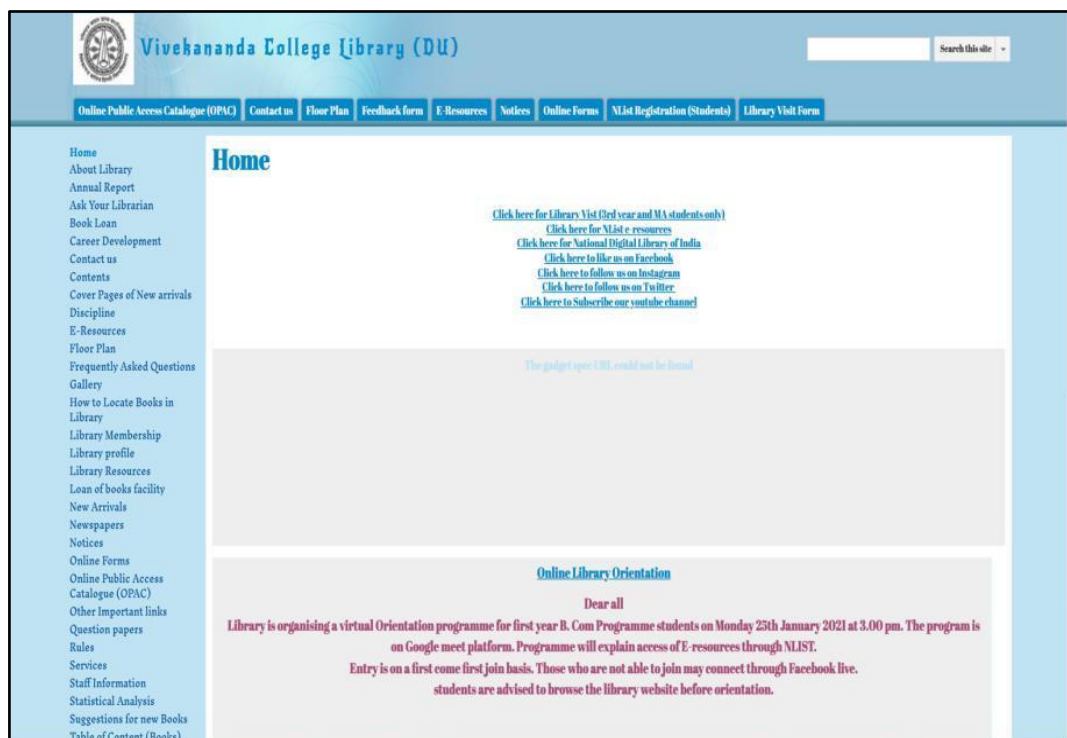 Vivekananda College Library (DU)
Search this site
Online Public Access Catalogue (OPAC) Contact us Floor Plan Feedback form E-Resources Notices Online Forms NList Registration (Students) Library Visit Form
Home
About Library
Annual Report
Ask Your Librarian
Book Loan
Career Development
Contact us
Contents
Cover Pages of New arrivals
Discipline
E-Resources
Floor Plan
Frequently Asked Questions
Gallery
How to Locate Books in
Library
Library Membership
Library profile
Library Resources
Loan of books facility
New Arrivals
Newspapers
Notices
Online Forms
Online Public Access
Catalogue (OPAC)
Other Important links
Question papers
Rules
Services
Staff Information
Statistical Analysis
Suggestions for new Books
Table of Content (Books)
Home
Click here for Library Vist (3rd year and MA students only)
Click here for NList e-resources
Click here for National Digital Library of India
Click here to like us on Facebook
Click here to follow us on Instagram
Click here to follow us on Twitter
Click here to Subscribe our youtube channel
The gadget spec URL could not be found
Online Library Orientation
Dear all
Library is organising a virtual Orientation programme for first year B. Com Programme students on Monday 25th January 2021 at 3.00 pm. The program is
on Google meet platform. Programme will explain access of E-resources through NLIST.
Entry is on a first come first join basis. Those who are not able to join may connect through Facebook live.
students are advised to browse the library website before orientation.